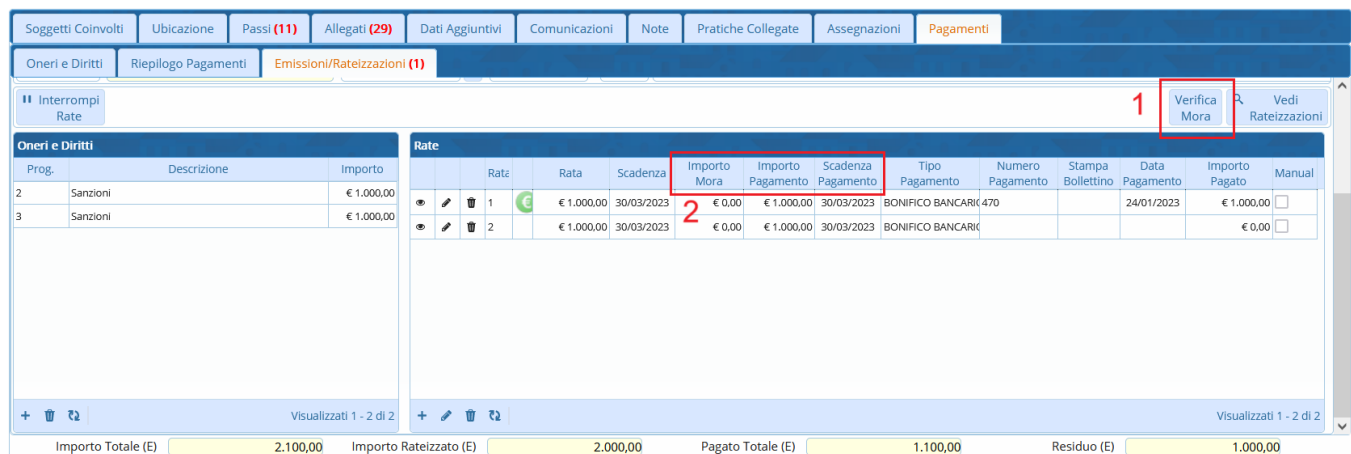 Soggetti Coinvolti Ubicazione Passi (11) Allegati (29) Dati Aggiuntivi Comunicazioni Note Pratiche Collegate Assegnazioni Pagamenti
Oneri e Diritti Riepilogo Pagamenti Emissioni/Rateizzazioni (1)
Interrompi Rate
1
Verifica Mora
Vedi Rateizzazioni
Oneri e Diritti
Prog. Descrizione Importo
2 Sanzioni € 1.000,00
3 Sanzioni € 1.000,00
Visualizzati 1 - 2 di 2
Rate
Rata Rata Scadenza Importo Mora Importo Pagamento Scadenza Pagamento Tipo Pagamento Numero Pagamento Stampa Bollettino Data Pagamento Importo Pagato Manual
1 € € 1.000,00 30/03/2023 € 0,00 € 1.000,00 30/03/2023 BONIFICO BANCARIO 470 24/01/2023 € 1.000,00
2
2 € 1.000,00 30/03/2023 € 0,00 € 1.000,00 30/03/2023 BONIFICO BANCARIO € 0,00
Visualizzati 1 - 2 di 2
Importo Totale (E) 2.100,00 Importo Rateizzato (E) 2.000,00 Pagato Totale (E) 1.100,00 Residuo (E) 1.000,00